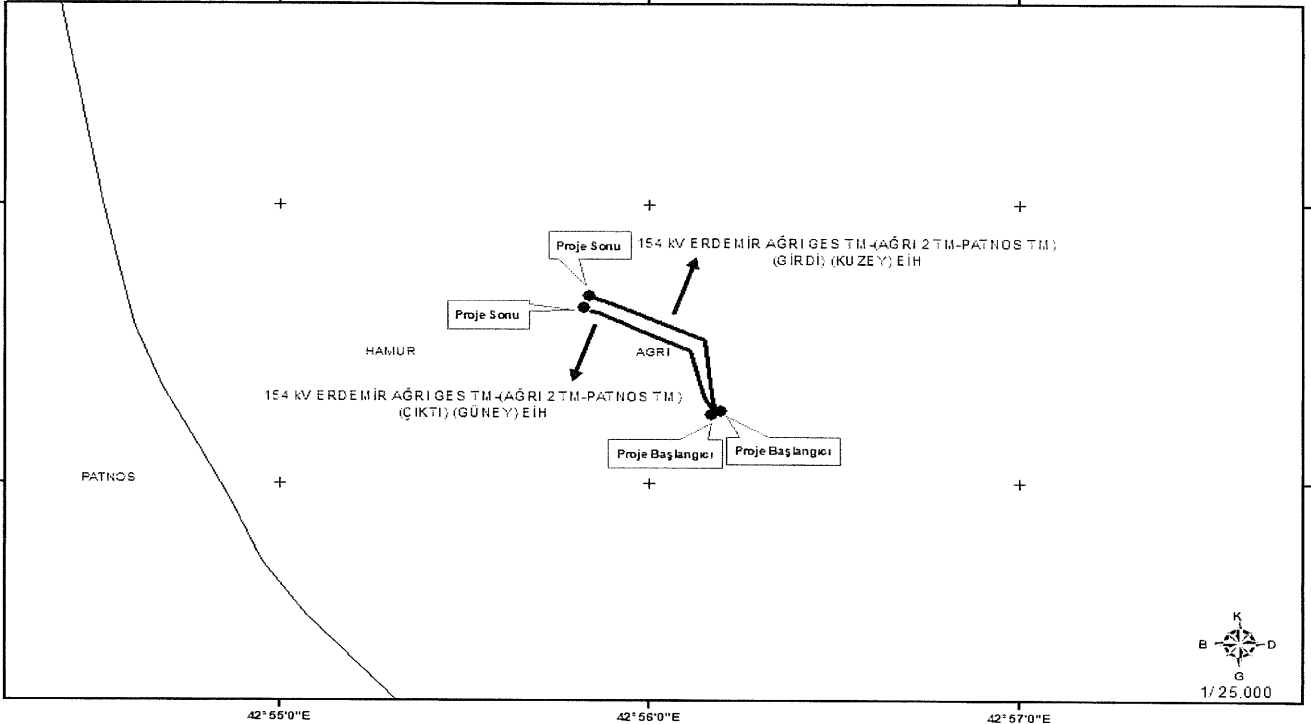 Proje Sonu
154 kV ERDEMİR AĞRI GES TM-(AĞRI 2 TM-PATNOS TM)
(GİRDİ) (KUZEY) EİH
Proje Sonu
HAMUR
AGRI
154 kV ERDEMİR AĞRI GES TM-(AĞRI 2 TM-PATNOS TM)
(ÇIKTI) (GÜNEY) EİH
Proje Başlangıcı
Proje Başlangıcı
PATNOS
K
B
D
G
1/25.000
42°55'0"E
42°56'0"E
42°57'0"E